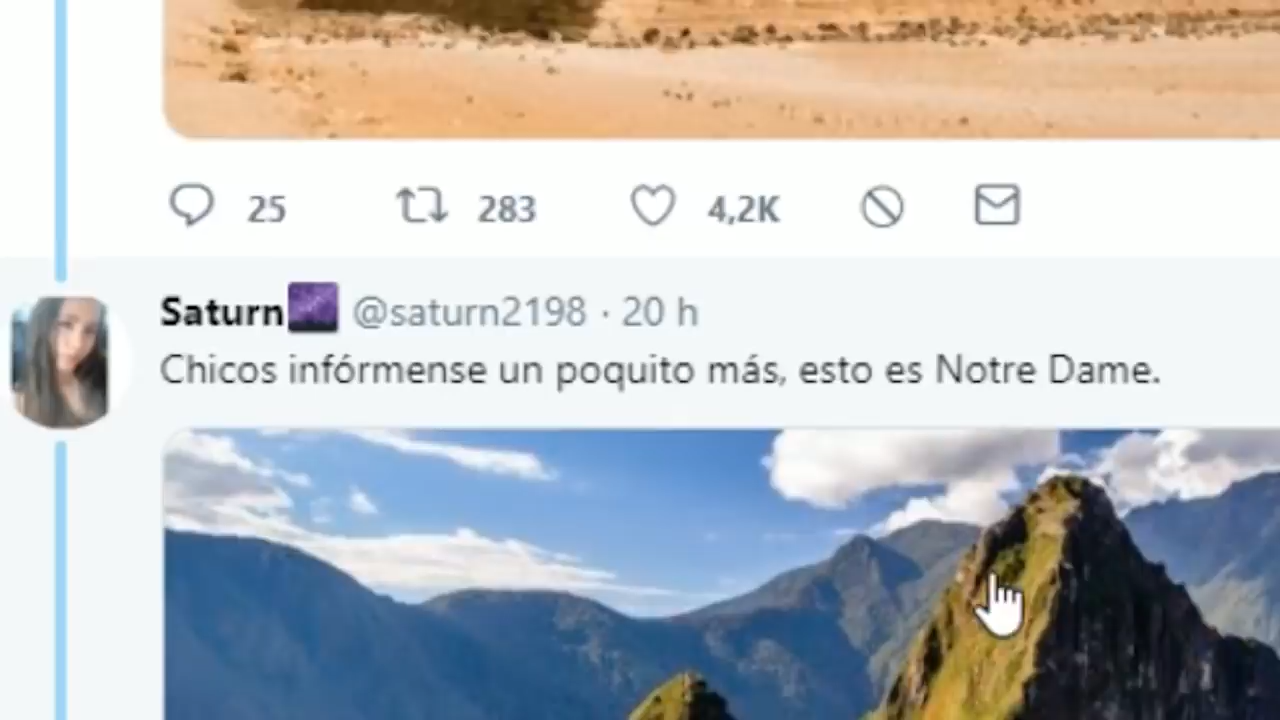 25 283 4,2K
Saturn @saturn2198 · 20 h
Chicos infórmense un poquito más, esto es Notre Dame.